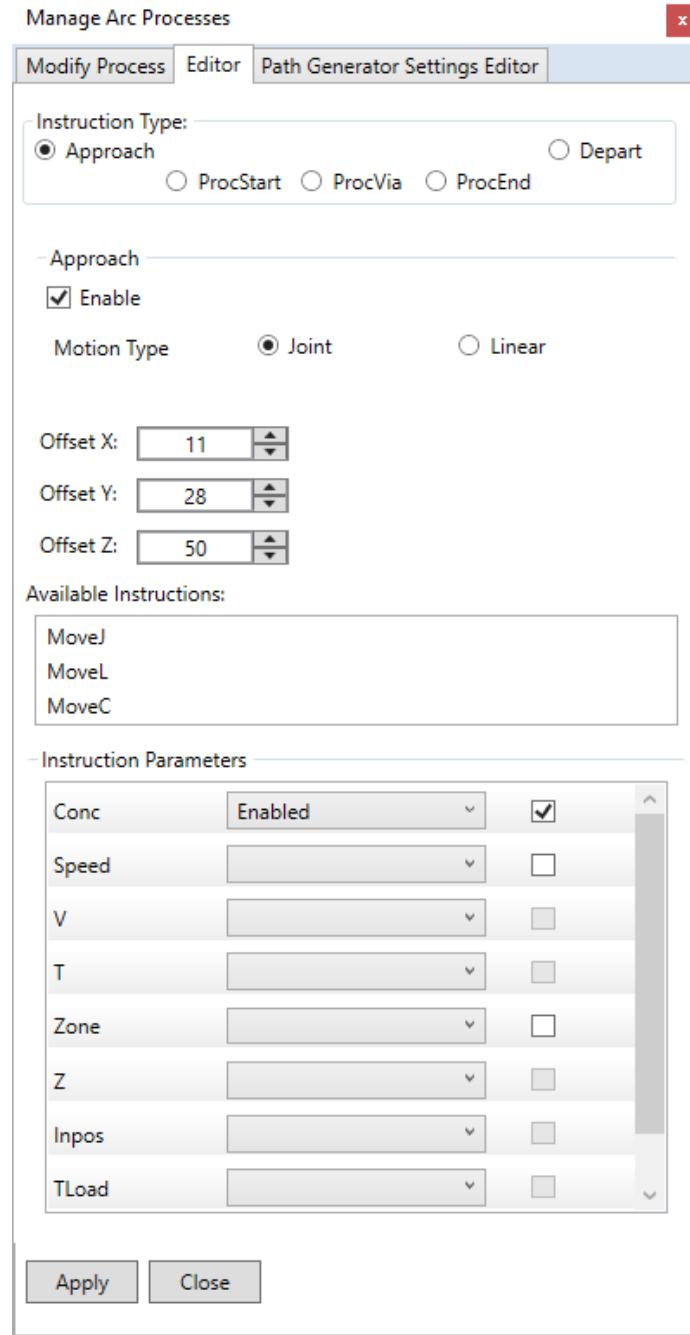 Manage Arc Processes
x
Modify Process Editor Path Generator Settings Editor
Instruction Type:
Approach Depart
ProcStart ProcVia ProcEnd
Approach
Enable
Motion Type Joint Linear
Offset X: 11
Offset Y: 28
Offset Z: 50
Available Instructions:
MoveJ
MoveL
MoveC
Instruction Parameters
Conc Enabled
Speed
V
T
Zone
Z
Inpos
TLoad
Apply Close